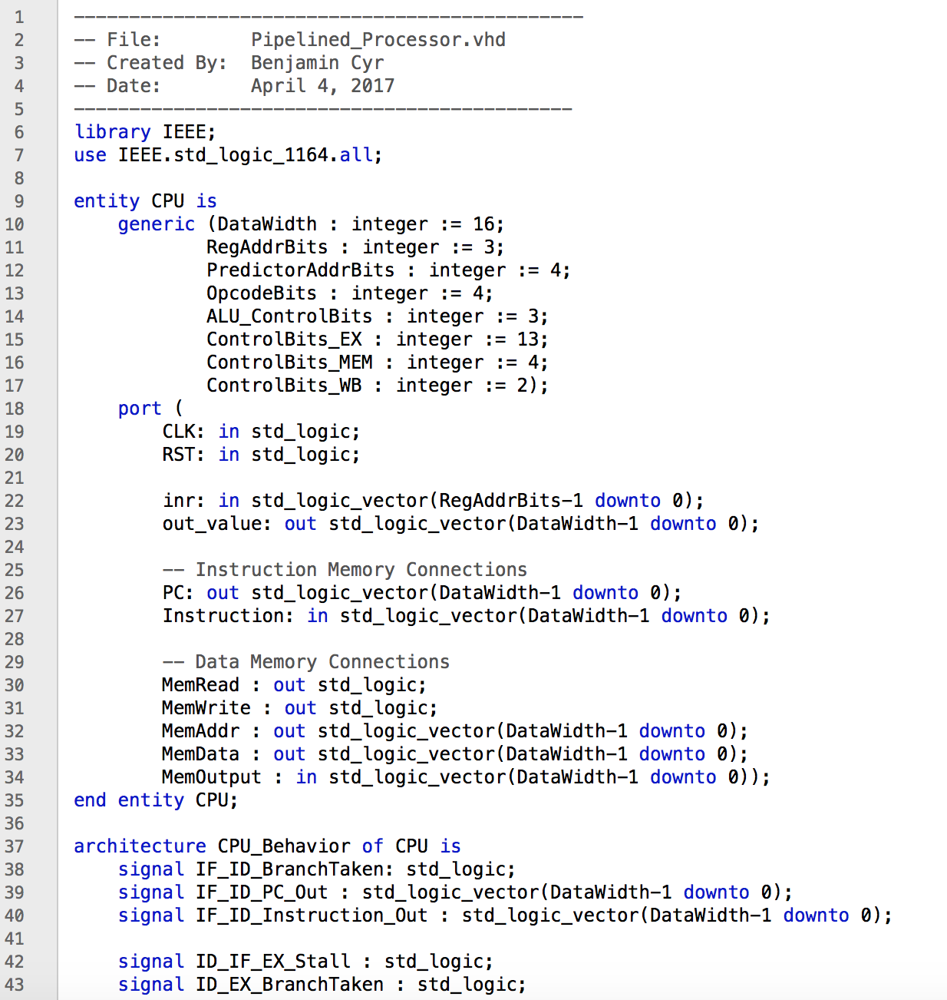 1 ----------------------------------------------
2 -- File:        Pipelined_Processor.vhd
3 -- Created By:  Benjamin Cyr
4 -- Date:        April 4, 2017
5 ---------------------------------------------
6 library IEEE;
7 use IEEE.std_logic_1164.all;
8
9 entity CPU is
10     generic (DataWidth : integer := 16;
11             RegAddrBits : integer := 3;
12             PredictorAddrBits : integer := 4;
13             OpcodeBits : integer := 4;
14             ALU_ControlBits : integer := 3;
15             ControlBits_EX : integer := 13;
16             ControlBits_MEM : integer := 4;
17             ControlBits_WB : integer := 2);
18     port (
19         CLK: in std_logic;
20         RST: in std_logic;
21
22         inr: in std_logic_vector(RegAddrBits-1 downto 0);
23         out_value: out std_logic_vector(DataWidth-1 downto 0);
24
25         -- Instruction Memory Connections
26         PC: out std_logic_vector(DataWidth-1 downto 0);
27         Instruction: in std_logic_vector(DataWidth-1 downto 0);
28
29         -- Data Memory Connections
30         MemRead : out std_logic;
31         MemWrite : out std_logic;
32         MemAddr : out std_logic_vector(DataWidth-1 downto 0);
33         MemData : out std_logic_vector(DataWidth-1 downto 0);
34         MemOutput : in std_logic_vector(DataWidth-1 downto 0));
35 end entity CPU;
36
37 architecture CPU_Behavior of CPU is
38     signal IF_ID_BranchTaken: std_logic;
39     signal IF_ID_PC_Out : std_logic_vector(DataWidth-1 downto 0);
40     signal IF_ID_Instruction_Out : std_logic_vector(DataWidth-1 downto 0);
41
42     signal ID_IF_EX_Stall : std_logic;
43     signal ID_EX_BranchTaken : std_logic;